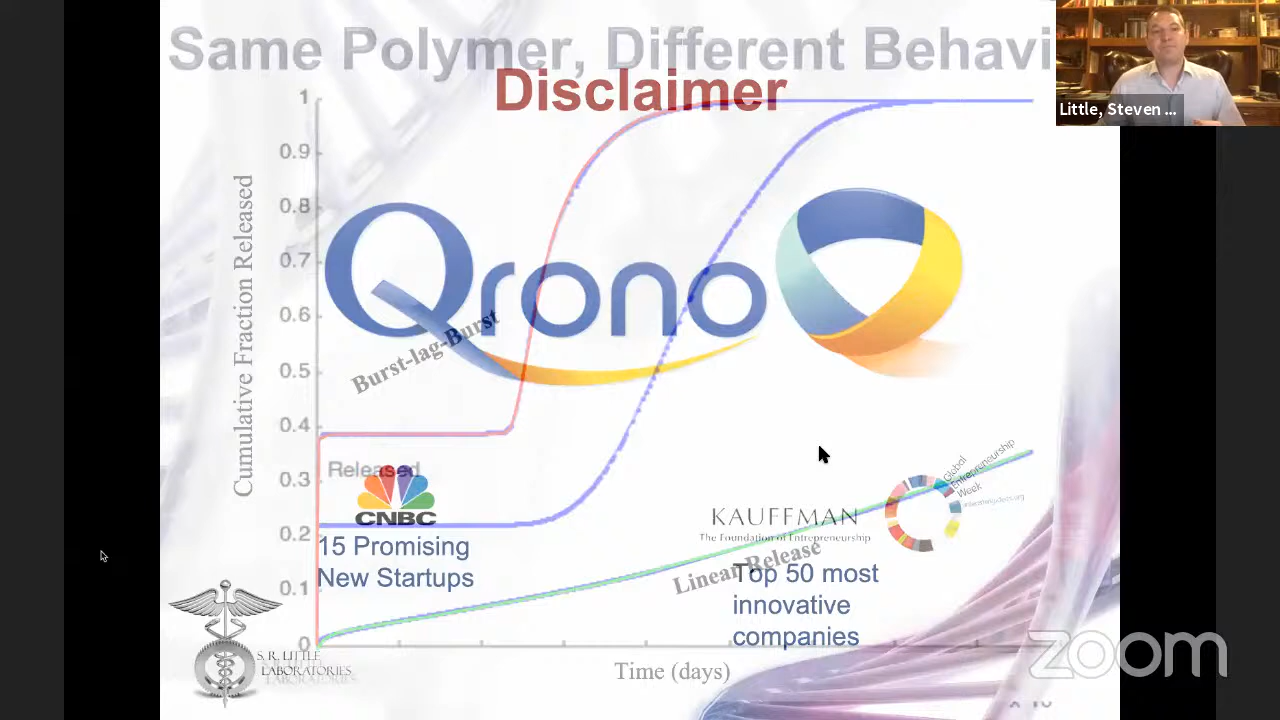 Same Polymer, Different Behavi
Disclaimer
Little, Steven ...
1
0.9
0.8
0.7
0.6
0.5
0.4
0.3
0.2
0.1
0
Cumulative Fraction Released
Qrono
Burst-lag-Burst
Released
CNBC
15 Promising
New Startups
KAUFFMAN
The Foundation of Entrepreneurship
Global
Entrepreneurship
Week
Linear Release
Top 50 most
innovative
companies
Time (days)
S. R. LITTLE
LABORATORIES
LABORATORIES
zoom